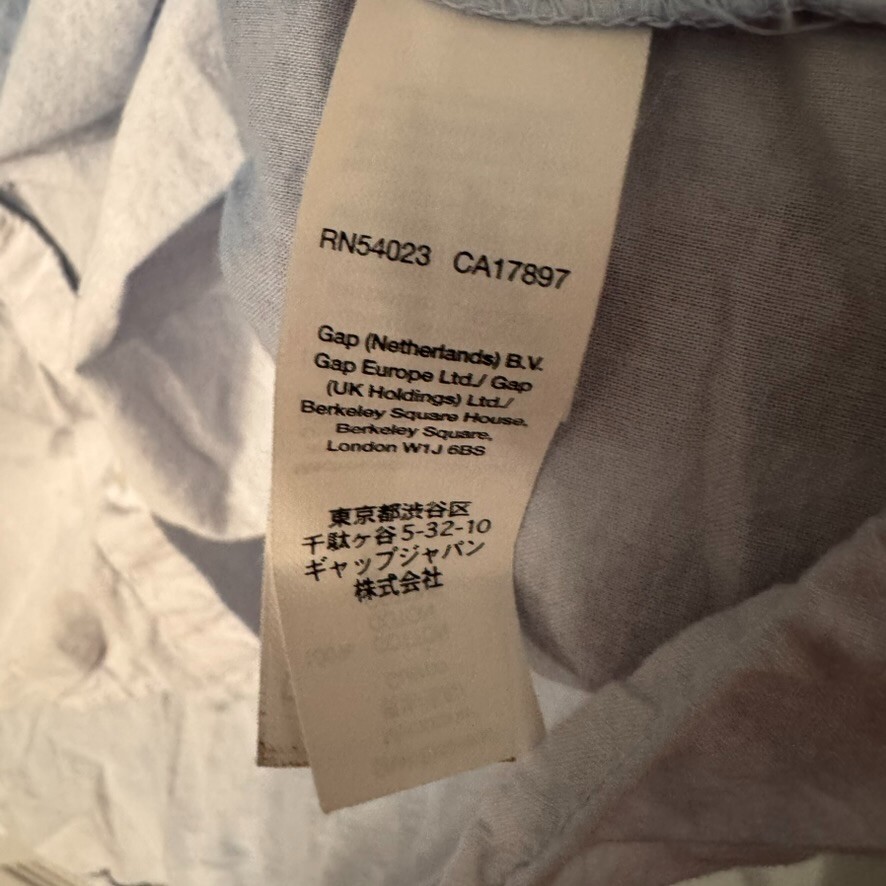 RN54023 CA17897
Gap (Netherlands) B.V.
Gap Europe Ltd./ Gap
(UK Holdings) Ltd./
Berkeley Square House,
Berkeley Square,
London W1J 6BS
東京都渋谷区
千駄ヶ谷5-32-10
ギャップジャパン
株式会社